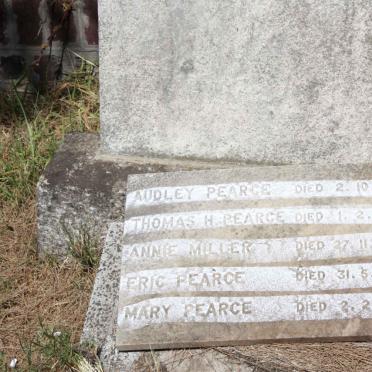 AUDLEY PEARCE DIED 2.10
THOMAS H. PEARCE DIED 1.2.
ANNIE MILLER DIED 27.11
ERIC PEARCE DIED 31.5
MARY PEARCE DIED 2.2